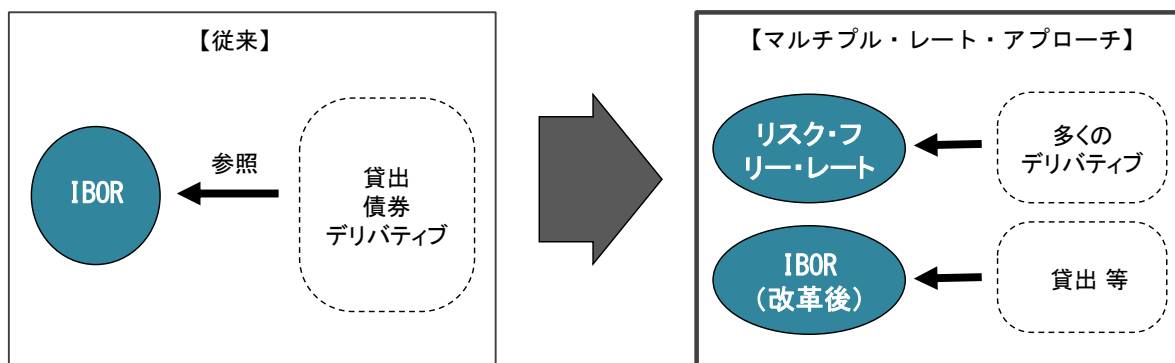 【従来】
IBOR
参照
貸出
債券
デリバティブ
【マルチプル・レート・アプローチ】
リスク・フ
リー・レート
多くの
デリバティブ
IBOR
(改革後)
貸出 等